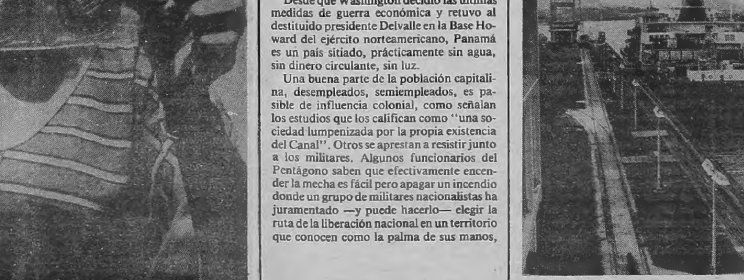 Desde que Washington decidió las últimas
medidas de guerra económica y retuvo al
destituido presidente Delvalle en la Base Ho-
ward del ejército norteamericano, Panamá
es un país sitiado, prácticamente sin agua,
sin dinero circulante, sin luz.
Una buena parte de la población capitali-
na, desempleados, semiempleados, es pa-
sible de influencia colonial, como señalan
los estudios que los califican como "una so-
ciedad lumpenizada por la propia existencia
del Canal". Otros se aprestan a resistir junto
a los militares. Algunos funcionarios del
Pentágono saben que efectivamente encen-
der la mecha es fácil pero apagar un incendio
donde un grupo de militares nacionalistas ha
juramentado —y puede hacerlo— elegir la
ruta de la liberación nacional en un territorio
que conocen como la palma de sus manos,